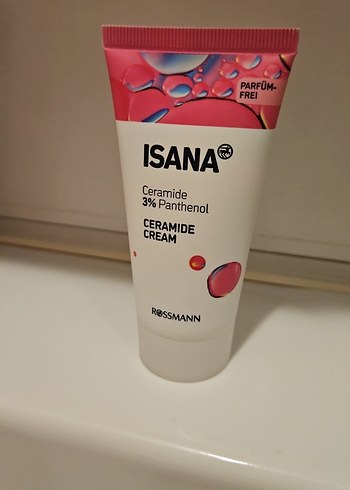 PARFÜM-
FREI
ISANA
Ceramide
3% Panthenol
CERAMIDE
CREAM
ROSSMANN